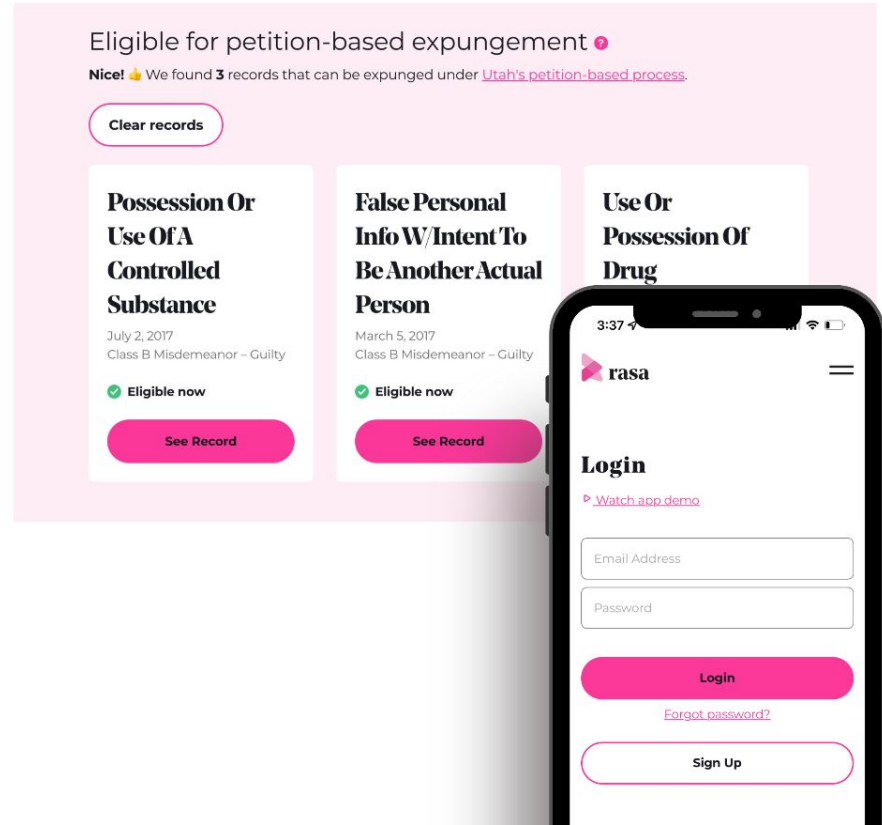 Eligible for petition-based expungement ?
Nice! 👍 We found 3 records that can be expunged under Utah's petition-based process.
Clear records
Possession Or
Use Of A
Controlled
Substance
July 2, 2017
Class B Misdemeanor – Guilty
Eligible now
See Record
False Personal
Info W/Intent To
Be Another Actual
Person
March 5, 2017
Class B Misdemeanor – Guilty
Eligible now
See Record
Use Or
Possession Of
Drug
3:37
rasa
Login
Watch app demo
Email Address
Password
Login
Forgot password?
Sign Up